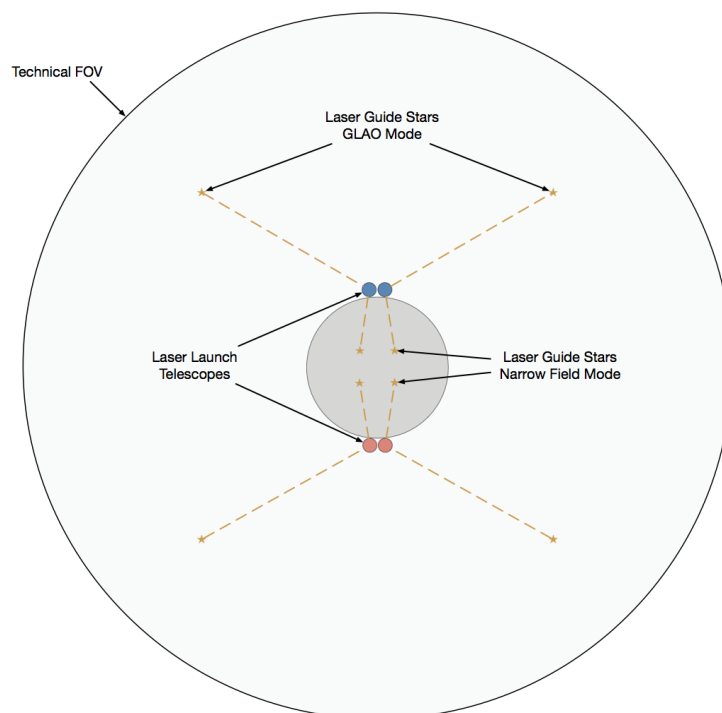 Technical FOV
Laser Guide Stars
GLAO Mode
Laser Launch
Telescopes
Laser Guide Stars
Narrow Field Mode